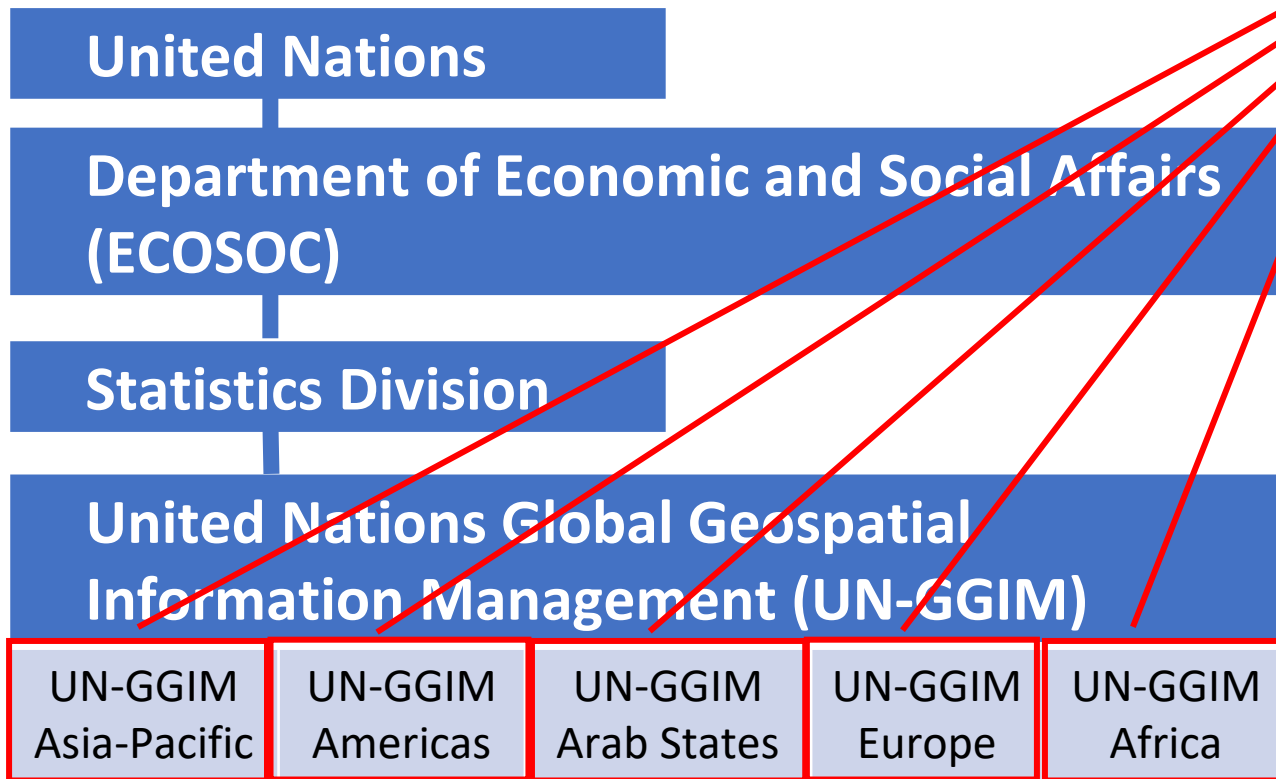 United Nations
Department of Economic and Social Affairs
(ECOSOC)
Statistics Division
United Nations Global Geospatial
Information Management (UN-GGIM)
UN-GGIM
Asia-Pacific
UN-GGIM
Americas
UN-GGIM
Arab States
UN-GGIM
Europe
UN-GGIM
Africa